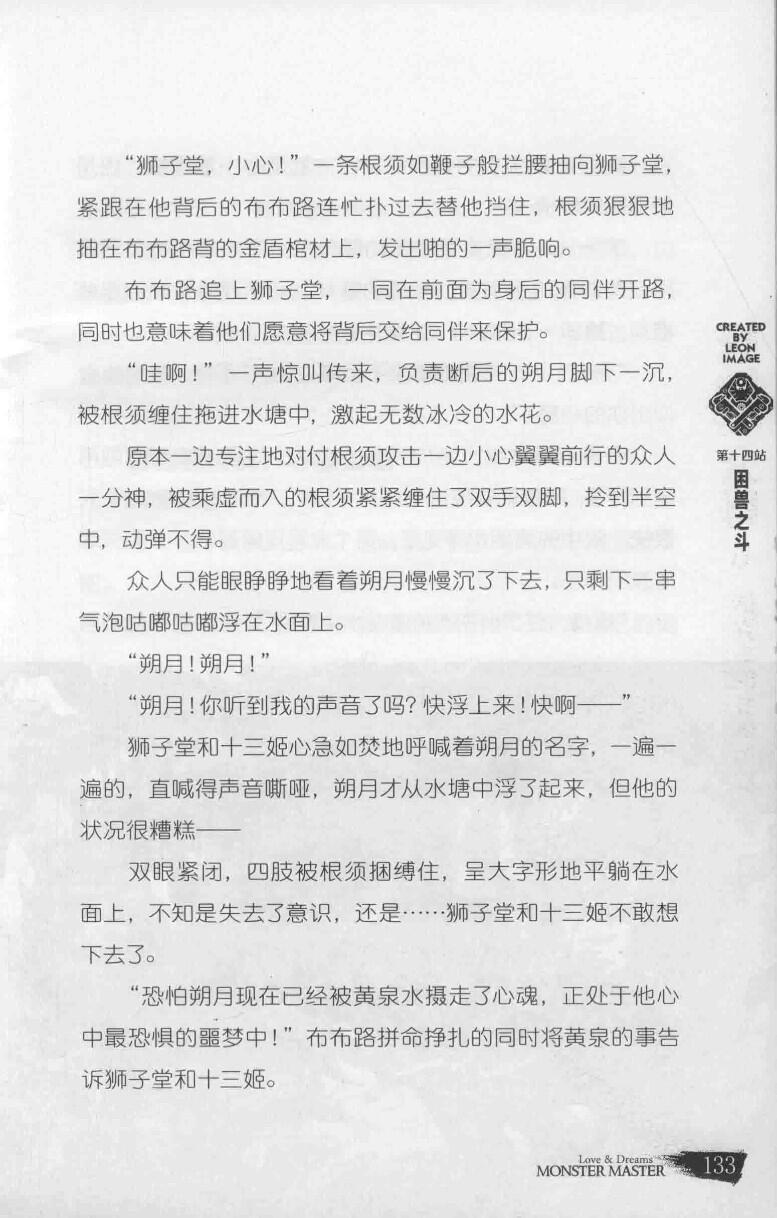 “狮子堂，小心！”一条根须如鞭子般拦腰抽向狮子堂，
紧跟在他背后的布布路连忙扑过去替他挡住，根须狠狠地
抽在布布路背的金盾棺材上，发出啪的一声脆响。
布布路追上狮子堂，一同在前面为身后的同伴开路，
同时也意味着他们愿意将背后交给同伴来保护。
“哇啊！”一声惊叫传来，负责断后的朔月脚下一沉，
被根须缠住拖进水塘中，激起无数冰冷的水花。
原本一边专注地对付根须攻击一边小心翼翼前行的众人
一分神，被乘虚而入的根须紧紧缠住了双手双脚，拎到半空
中，动弹不得。
众人只能眼睁睁地看着朔月慢慢沉了下去，只剩下一串
气泡咕嘟咕嘟浮在水面上。
“朔月！朔月！”
“朔月！你听到我的声音了吗？快浮上来！快啊——”
狮子堂和十三姬心急如焚地呼喊着朔月的名字，一遍一
遍的，直喊得声音嘶哑，朔月才从水塘中浮了起来，但他的
状况很糟糕——
双眼紧闭，四肢被根须捆缚住，呈大字形地平躺在水
面上，不知是失去了意识，还是……狮子堂和十三姬不敢想
下去了。
“恐怕朔月现在已经被黄泉水摄走了心魂，正处于他心
中最恐惧的噩梦中！”布布路拼命挣扎的同时将黄泉的事告
诉狮子堂和十三姬。
CREATED
BY
LEON
IMAGE
第十四站
困兽之斗
Love & Dreams
MONSTER MASTER
133